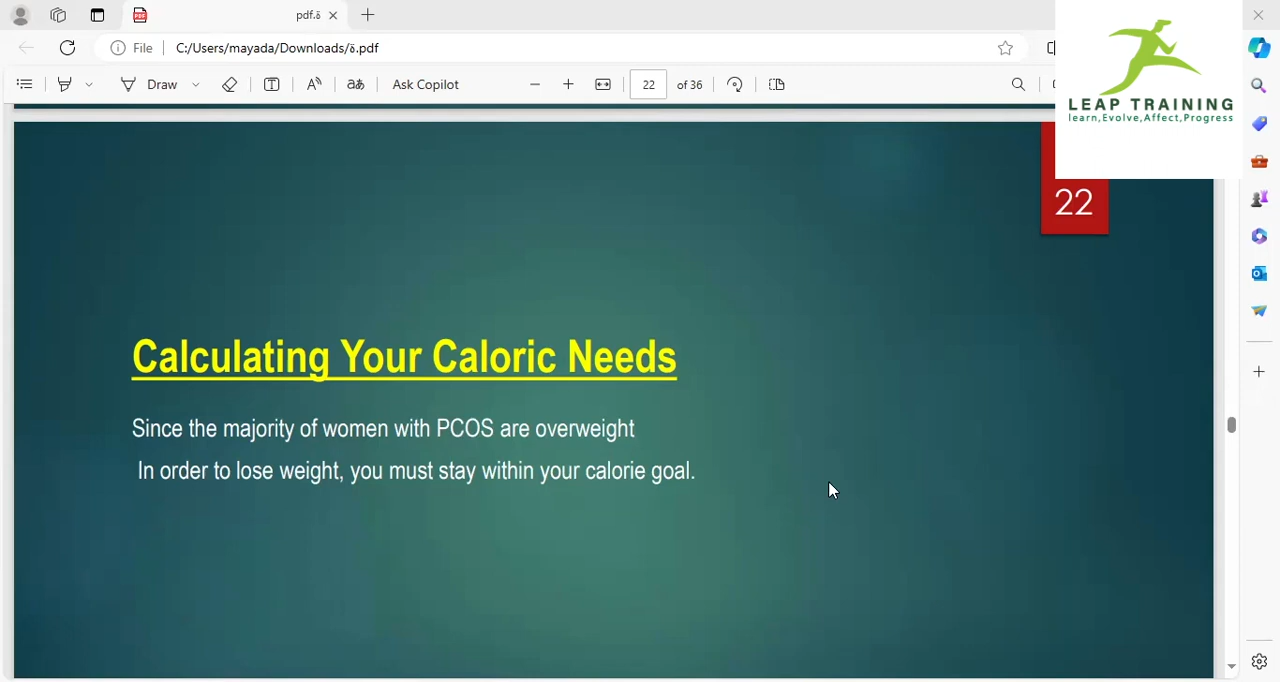 pdf.ة
File
C:/Users/mayada/Downloads/ة.pdf
Draw
Ask Copilot
22
of 36
LEAP TRAINING
learn,Evolve,Affect,Progress
22
Calculating Your Caloric Needs
Since the majority of women with PCOS are overweight
In order to lose weight, you must stay within your calorie goal.